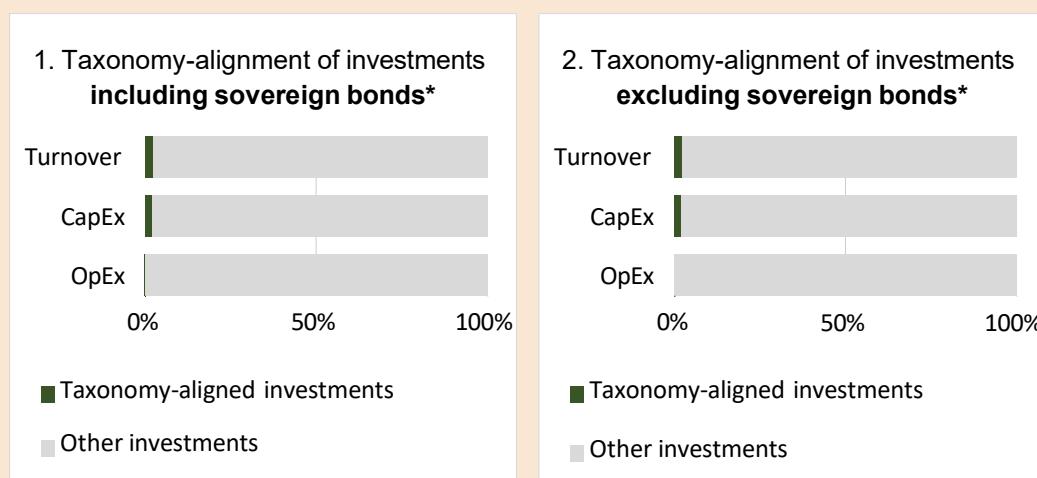 1. Taxonomy-alignment of investments
including sovereign bonds*
Turnover
CapEx
OpEx
0% 50% 100%
Taxonomy-aligned investments
Other investments
2. Taxonomy-alignment of investments
excluding sovereign bonds*
Turnover
CapEx
OpEx
0% 50% 100%
Taxonomy-aligned investments
Other investments